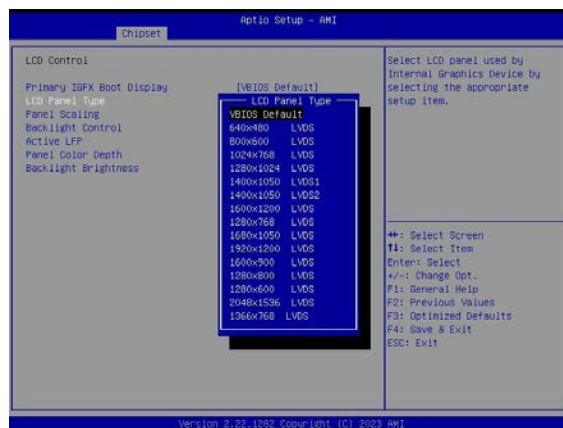 Aptio Setup - AMI
Chipset
LCD Control
Primary IGFX Boot Display [VBIOS Default]
LCD Panel Type
Panel Scaling
Backlight Control
Active LFP
Panel Color Depth
Backlight Brightness
LCD Panel Type
VBIOS Default
640x480 LVDS
800x600 LVDS
1024x768 LVDS
1280x1024 LVDS
1400x1050 LVDS1
1400x1050 LVDS2
1600x1200 LVDS
1280x768 LVDS
1680x1050 LVDS
1920x1200 LVDS
1600x900 LVDS
1280x800 LVDS
1280x600 LVDS
2048x1536 LVDS
1366x768 LVDS
Select LCD panel used by
Internal Graphics Device by
selecting the appropriate
setup item.
→←: Select Screen
↑↓: Select Item
Enter: Select
+/-: Change Opt.
F1: General Help
F2: Previous Values
F3: Optimized Defaults
F4: Save & Exit
ESC: Exit
Version 2.22.1282 Copyright (C) 2023 AMI